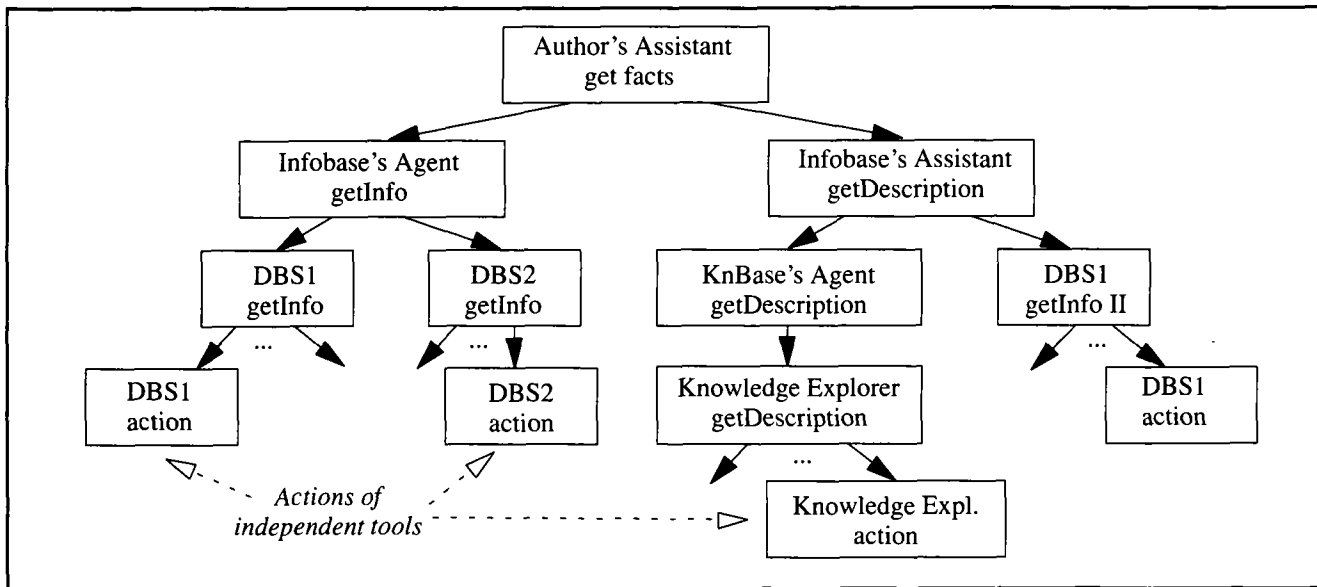 Author's Assistant
get facts
Infobase's Agent
getInfo
Infobase's Assistant
getDescription
DBS1
getInfo
DBS2
getInfo
KnBase's Agent
getDescription
DBS1
getInfo II
...
...
...
DBS1
action
DBS2
action
Knowledge Explorer
getDescription
DBS1
action
...
Actions of
independent tools
Knowledge Expl.
action